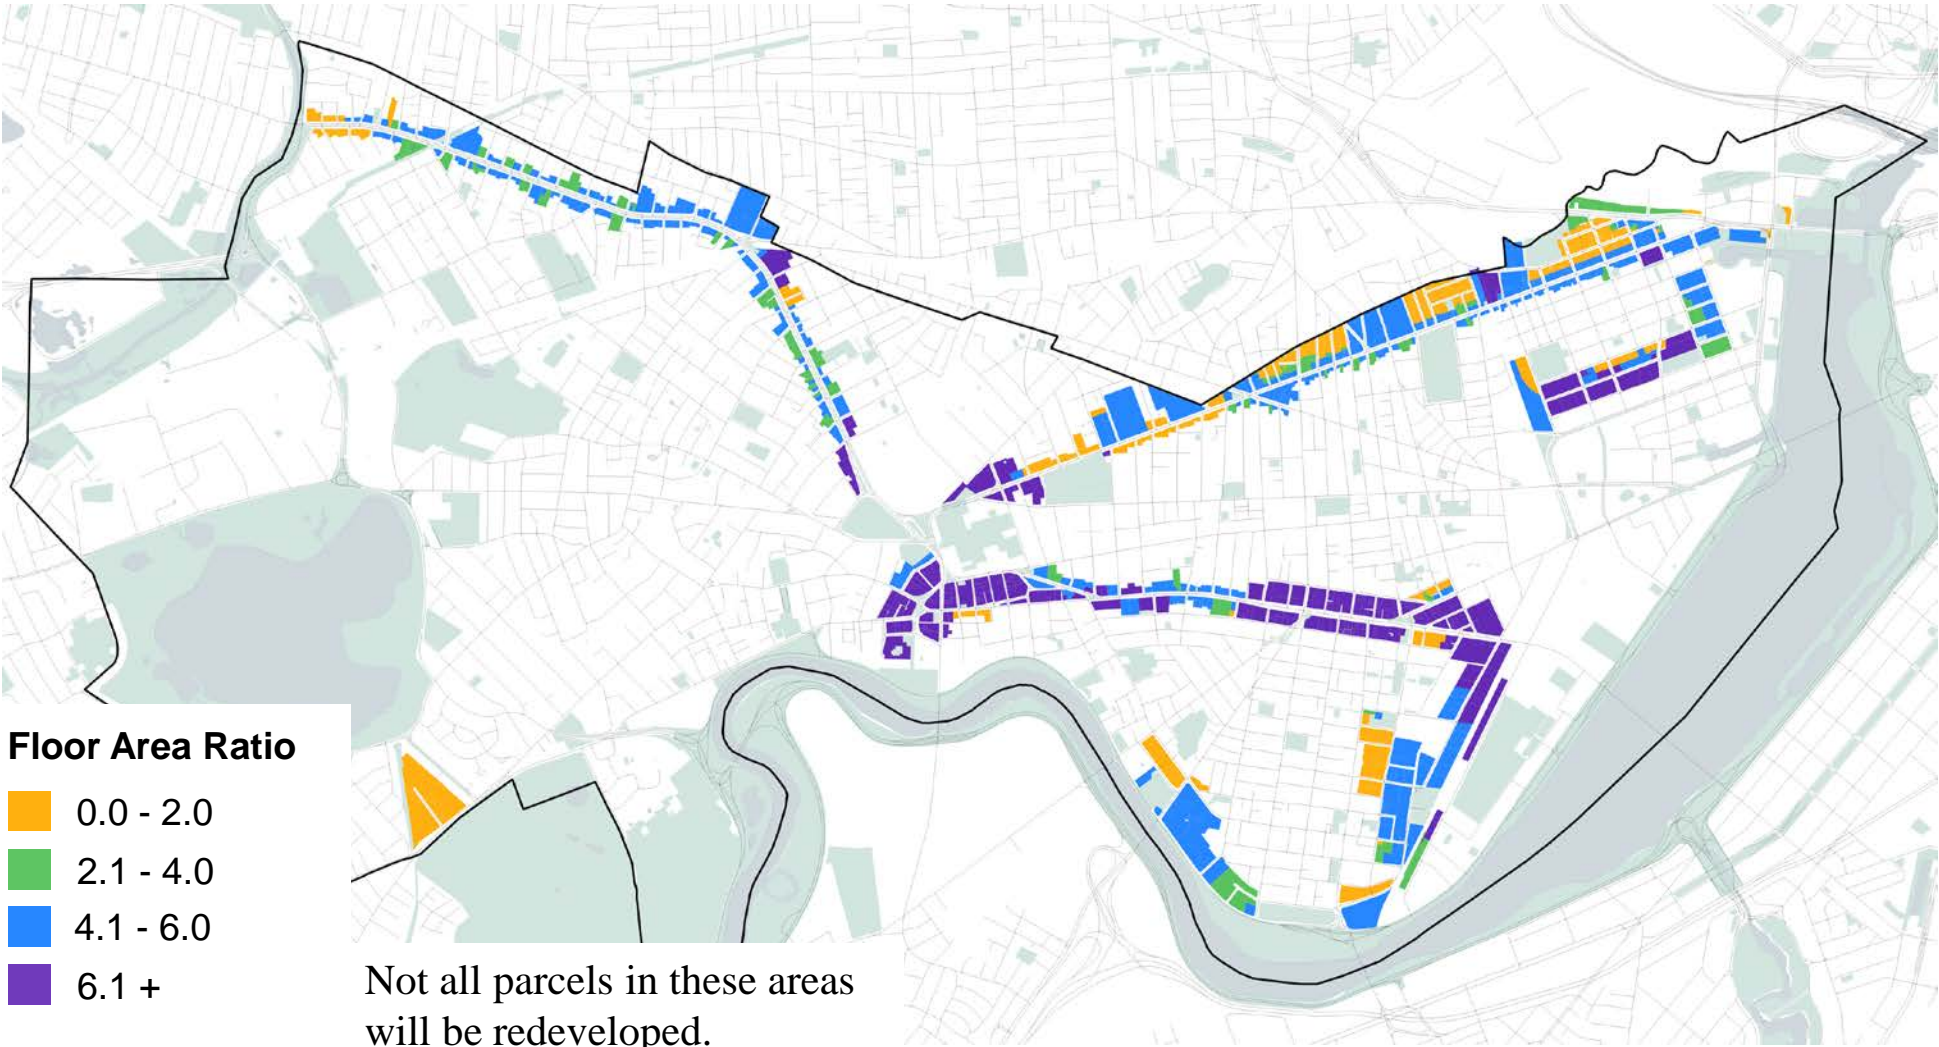 Floor Area Ratio
0.0 - 2.0
2.1 - 4.0
4.1 - 6.0
6.1 +
Not all parcels in these areas
will be redeveloped.